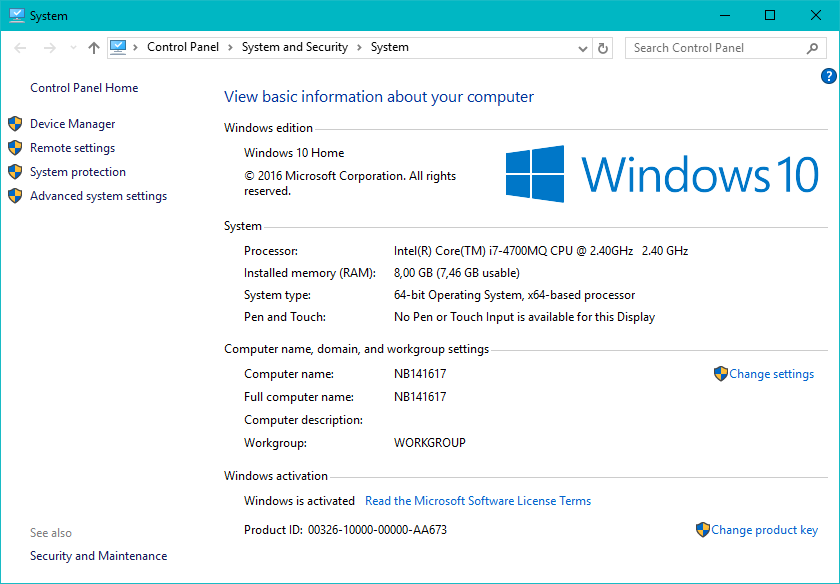 System
Control Panel > System and Security > System
Search Control Panel
?
Control Panel Home
Device Manager
Remote settings
System protection
Advanced system settings
View basic information about your computer
Windows edition
Windows 10 Home
© 2016 Microsoft Corporation. All rights
reserved.
Windows 10
System
Processor: Intel(R) Core(TM) i7-4700MQ CPU @ 2.40GHz 2.40 GHz
Installed memory (RAM): 8,00 GB (7,46 GB usable)
System type: 64-bit Operating System, x64-based processor
Pen and Touch: No Pen or Touch Input is available for this Display
Computer name, domain, and workgroup settings
Computer name: NB141617 Change settings
Full computer name: NB141617
Computer description:
Workgroup: WORKGROUP
Windows activation
Windows is activated Read the Microsoft Software License Terms
Product ID: 00326-10000-00000-AA673 Change product key
See also
Security and Maintenance